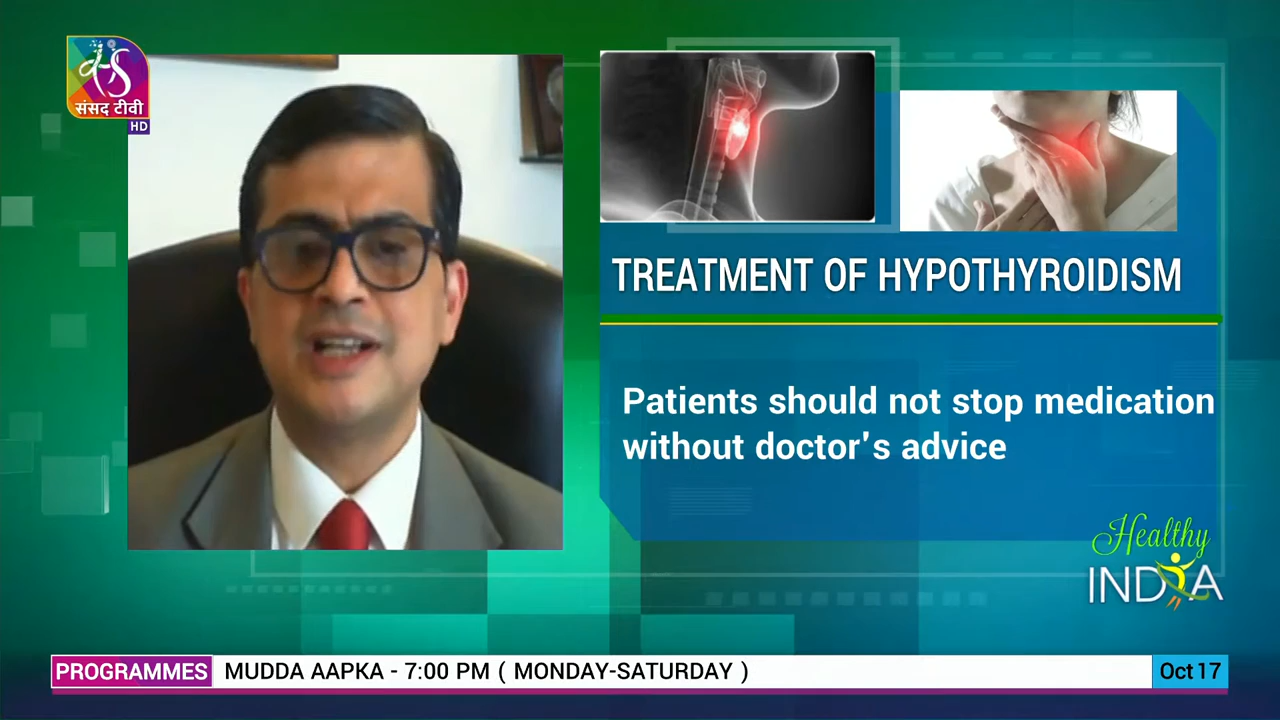 संसद टीवी
HD
TREATMENT OF HYPOTHYROIDISM
Patients should not stop medication
without doctor's advice
Healthy
INDIA
PROGRAMMES MUDDA AAPKA - 7:00 PM ( MONDAY-SATURDAY ) Oct 17